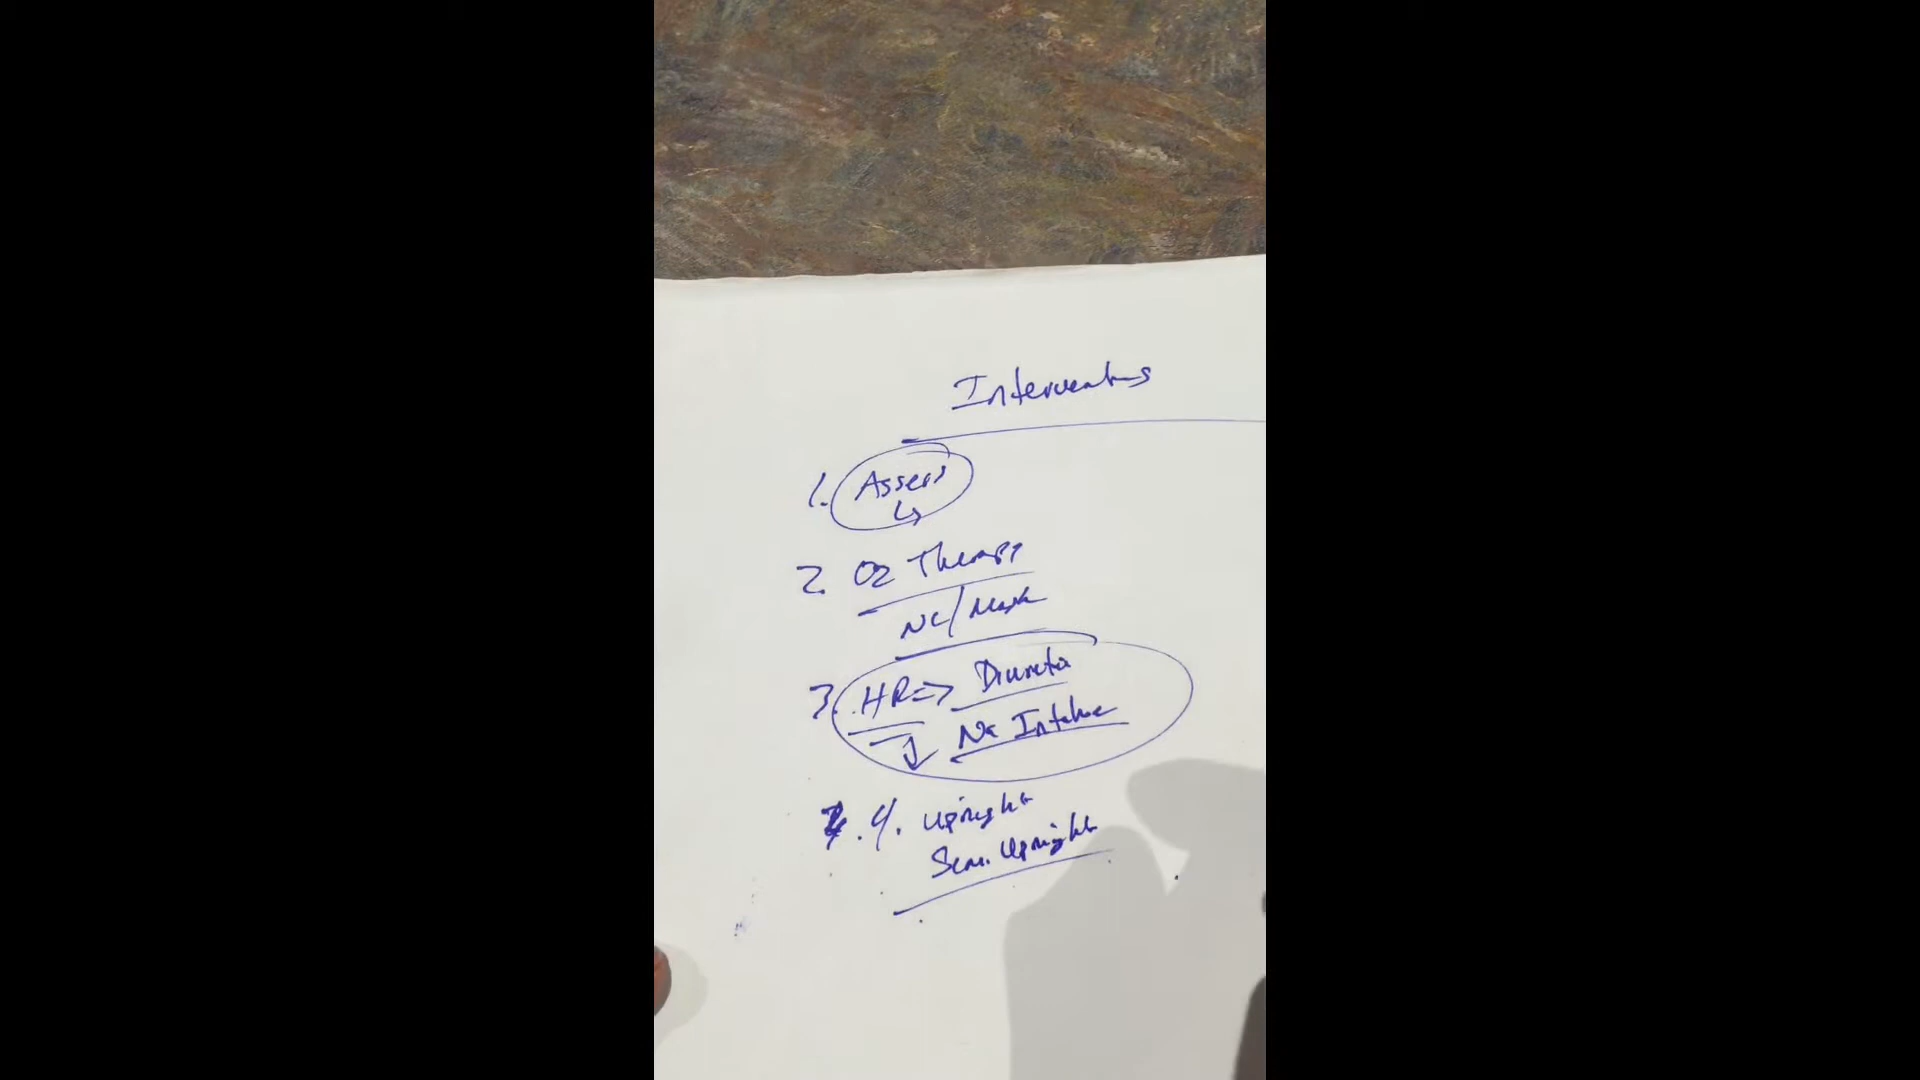 Interventions
1. Assess
2. O2 Therapy
NC/Mask
3. HR => Diuretic
Na Intake
4. Upright
Semi. Upright